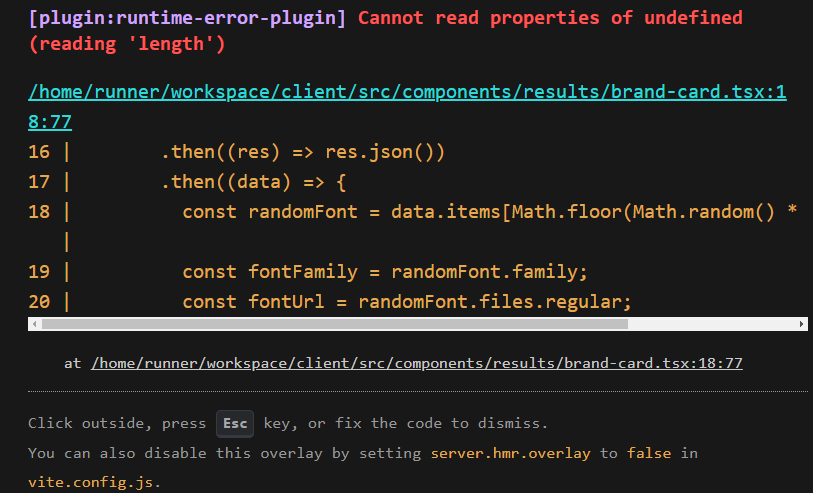 [plugin:runtime-error-plugin] Cannot read properties of undefined
(reading 'length')
/home/runner/workspace/client/src/components/results/brand-card.tsx:1
8:77
16 |        .then((res) => res.json())
17 |        .then((data) => {
18 |          const randomFont = data.items[Math.floor(Math.random() *
   |
19 |          const fontFamily = randomFont.family;
20 |          const fontUrl = randomFont.files.regular;
at /home/runner/workspace/client/src/components/results/brand-card.tsx:18:77
Click outside, press Esc key, or fix the code to dismiss.
You can also disable this overlay by setting server.hmr.overlay to false in
vite.config.js.